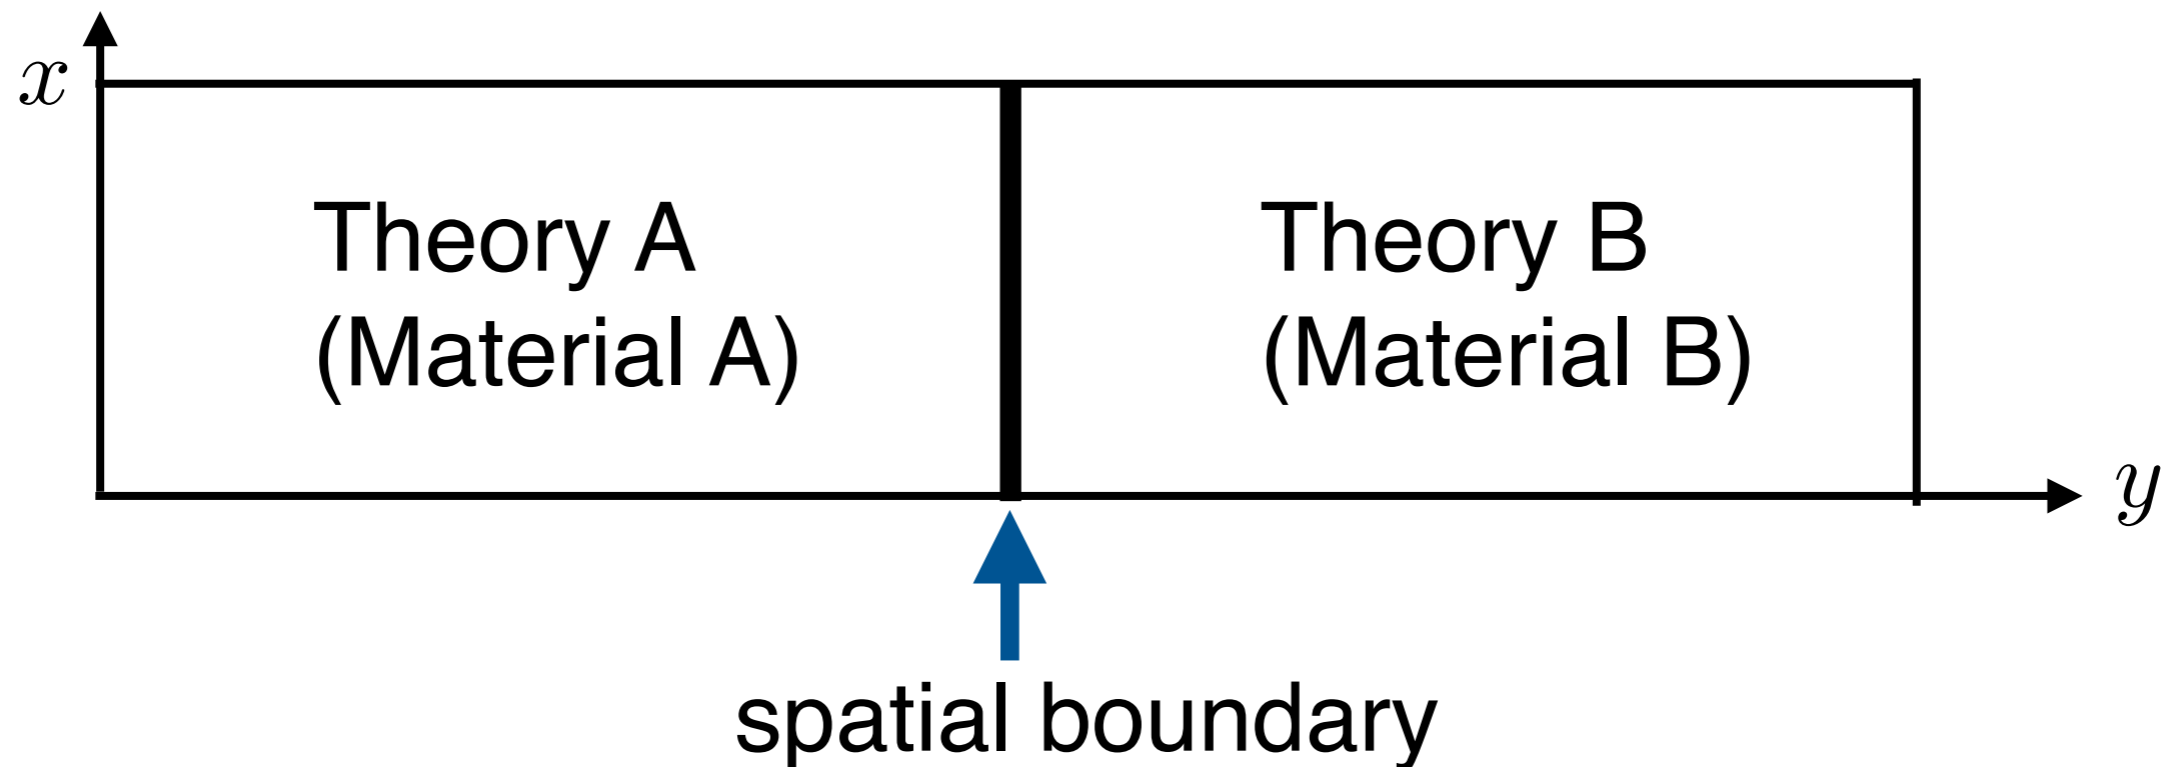 x
Theory A
(Material A)
Theory B
(Material B)
y
spatial boundary